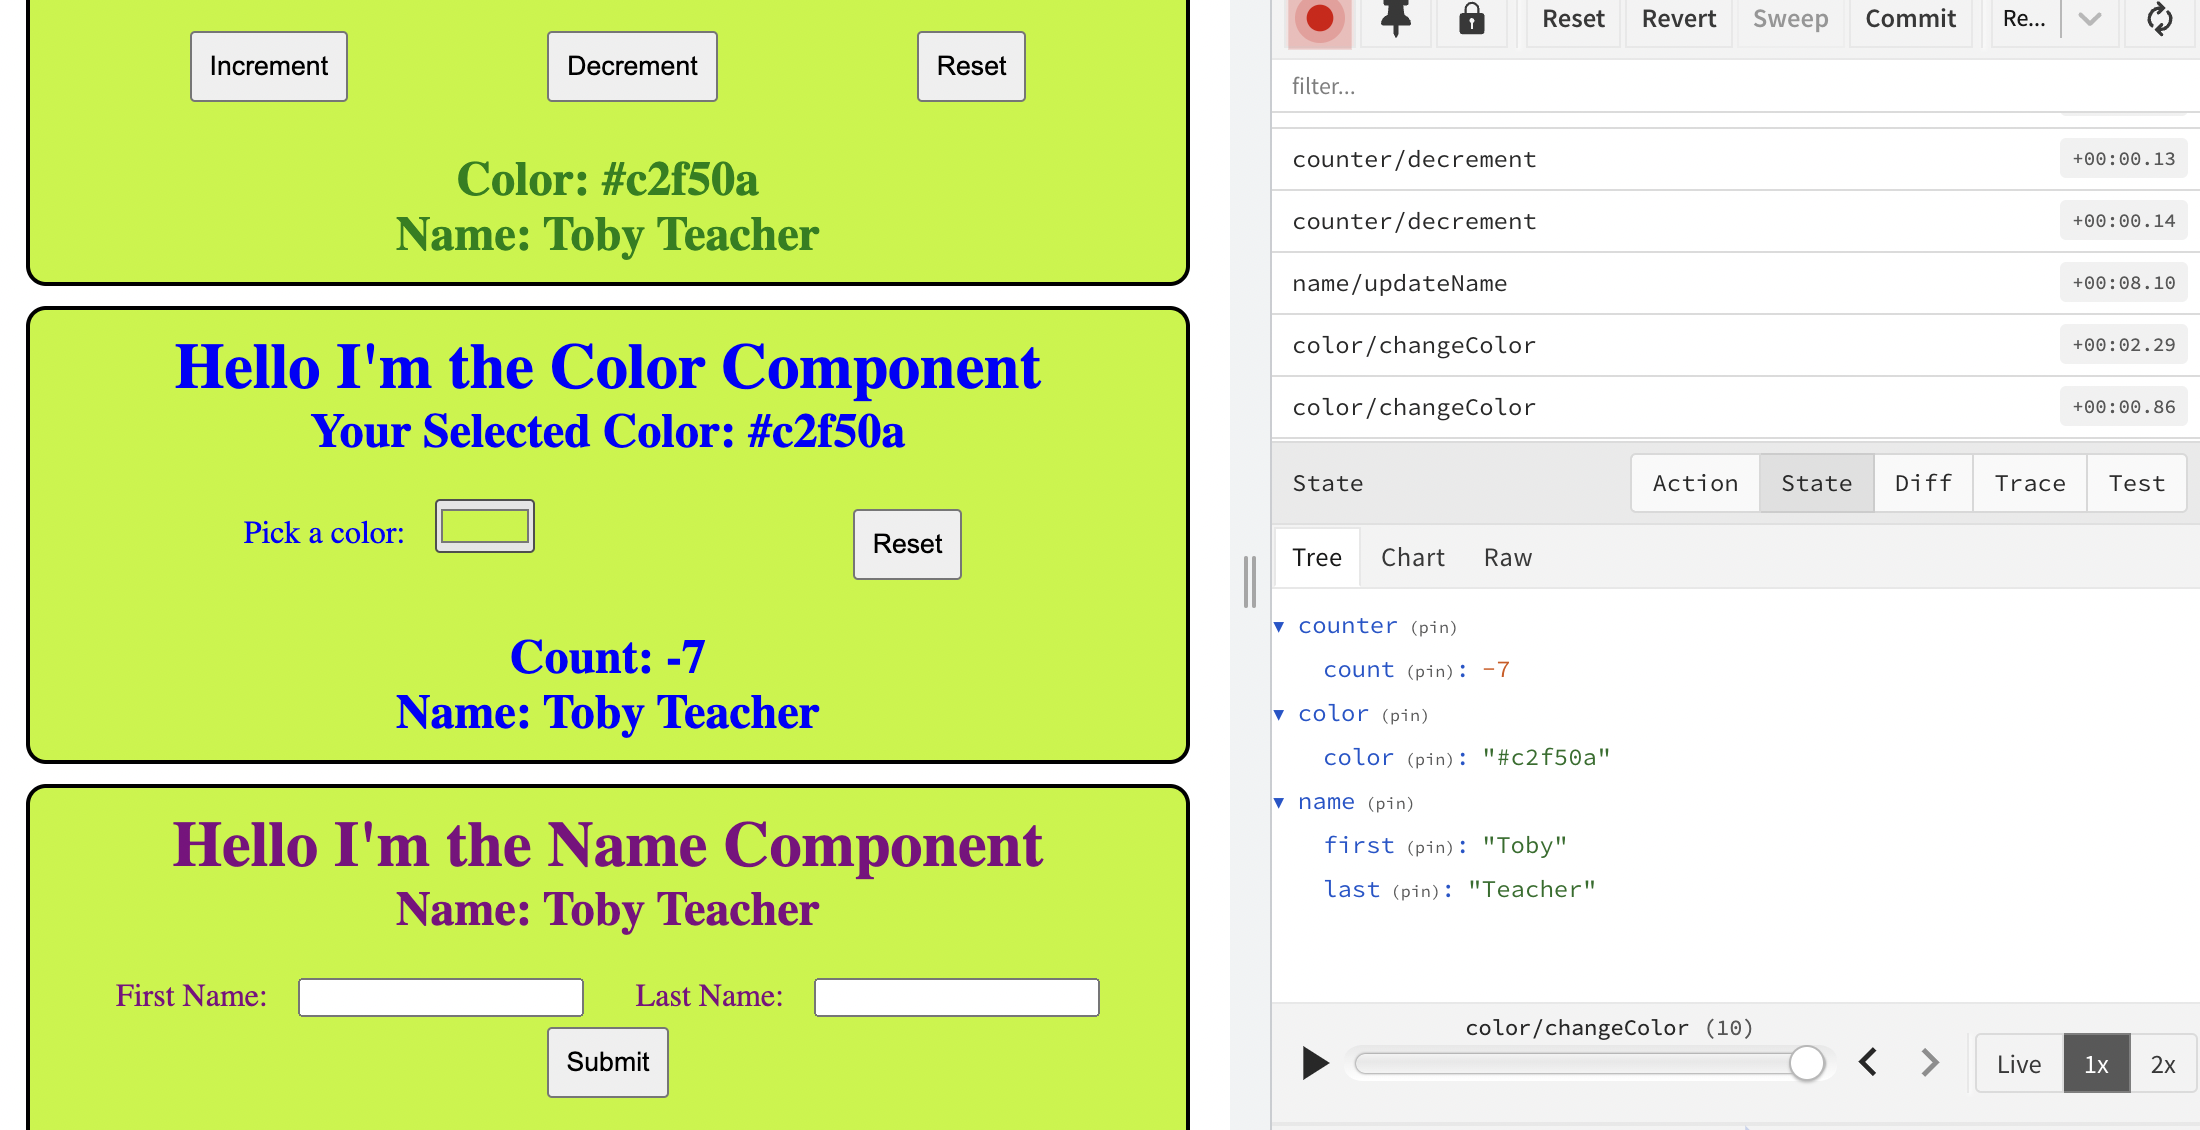 Increment Decrement Reset
Color: #c2f50a
Name: Toby Teacher
Hello I'm the Color Component
Your Selected Color: #c2f50a
Pick a color: Reset
Count: -7
Name: Toby Teacher
Hello I'm the Name Component
Name: Toby Teacher
First Name: Last Name:
Submit
Reset Revert Sweep Commit Re...
filter...
counter/decrement +00:00.13
counter/decrement +00:00.14
name/updateName +00:08.10
color/changeColor +00:02.29
color/changeColor +00:00.86
State Action State Diff Trace Test
Tree Chart Raw
counter (pin)
count (pin): -7
color (pin)
color (pin): "#c2f50a"
name (pin)
first (pin): "Toby"
last (pin): "Teacher"
color/changeColor (10)
Live 1x 2x